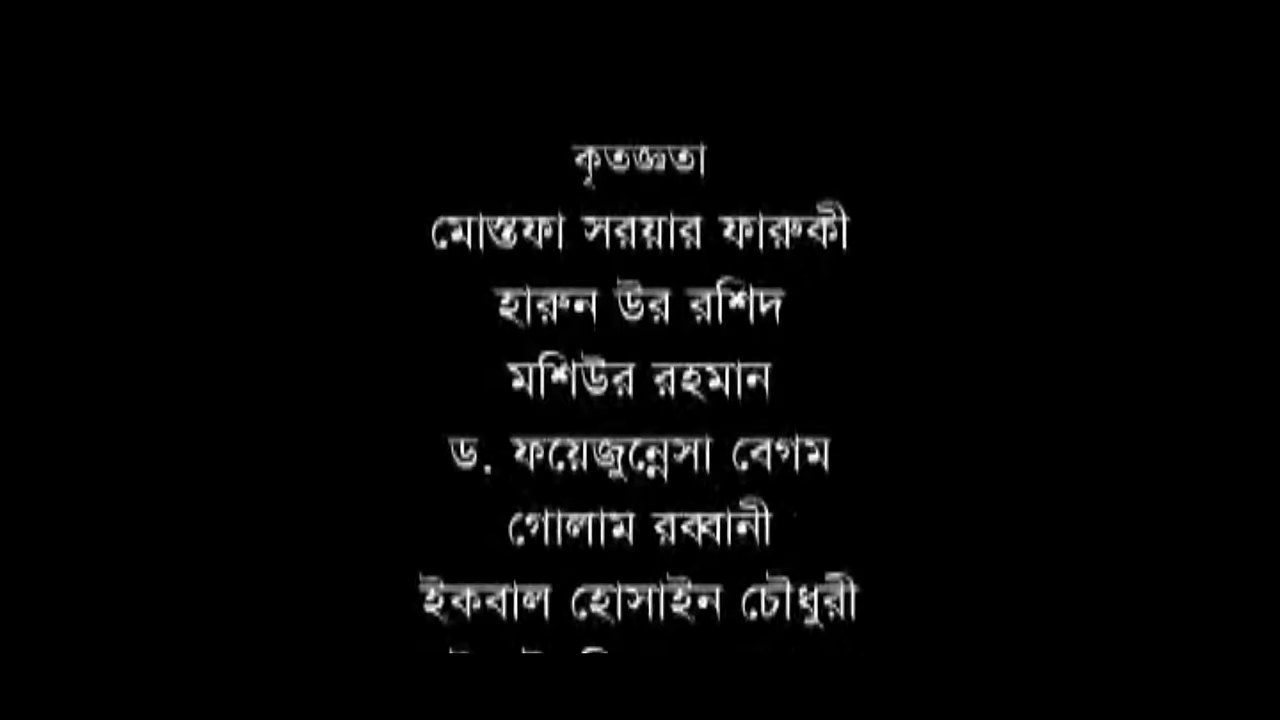 কৃতজ্ঞতা
মোস্তফা সরয়ার ফারুকী
হারুন উর রশিদ
মশিউর রহমান
ড. ফয়েজুন্নেসা বেগম
গোলাম রব্বানী
ইকবাল হোসাইন চৌধুরী